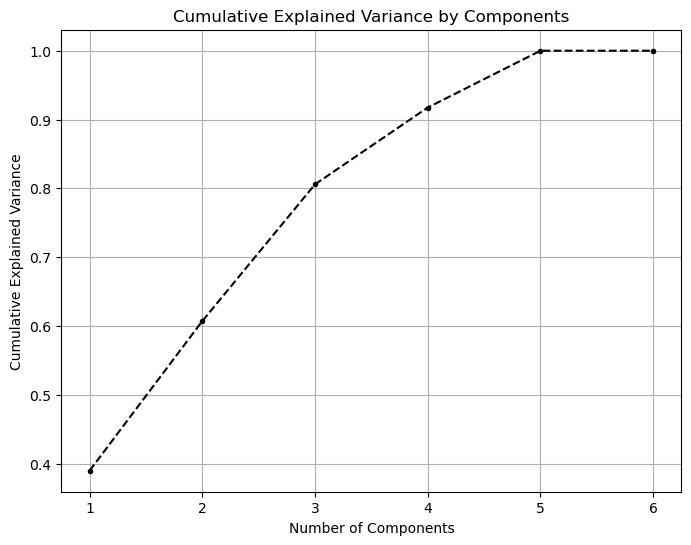 Cumulative Explained Variance by Components
1.0
0.9
0.8
0.7
0.6
0.5
0.4
Cumulative Explained Variance
1 2 3 4 5 6
Number of Components